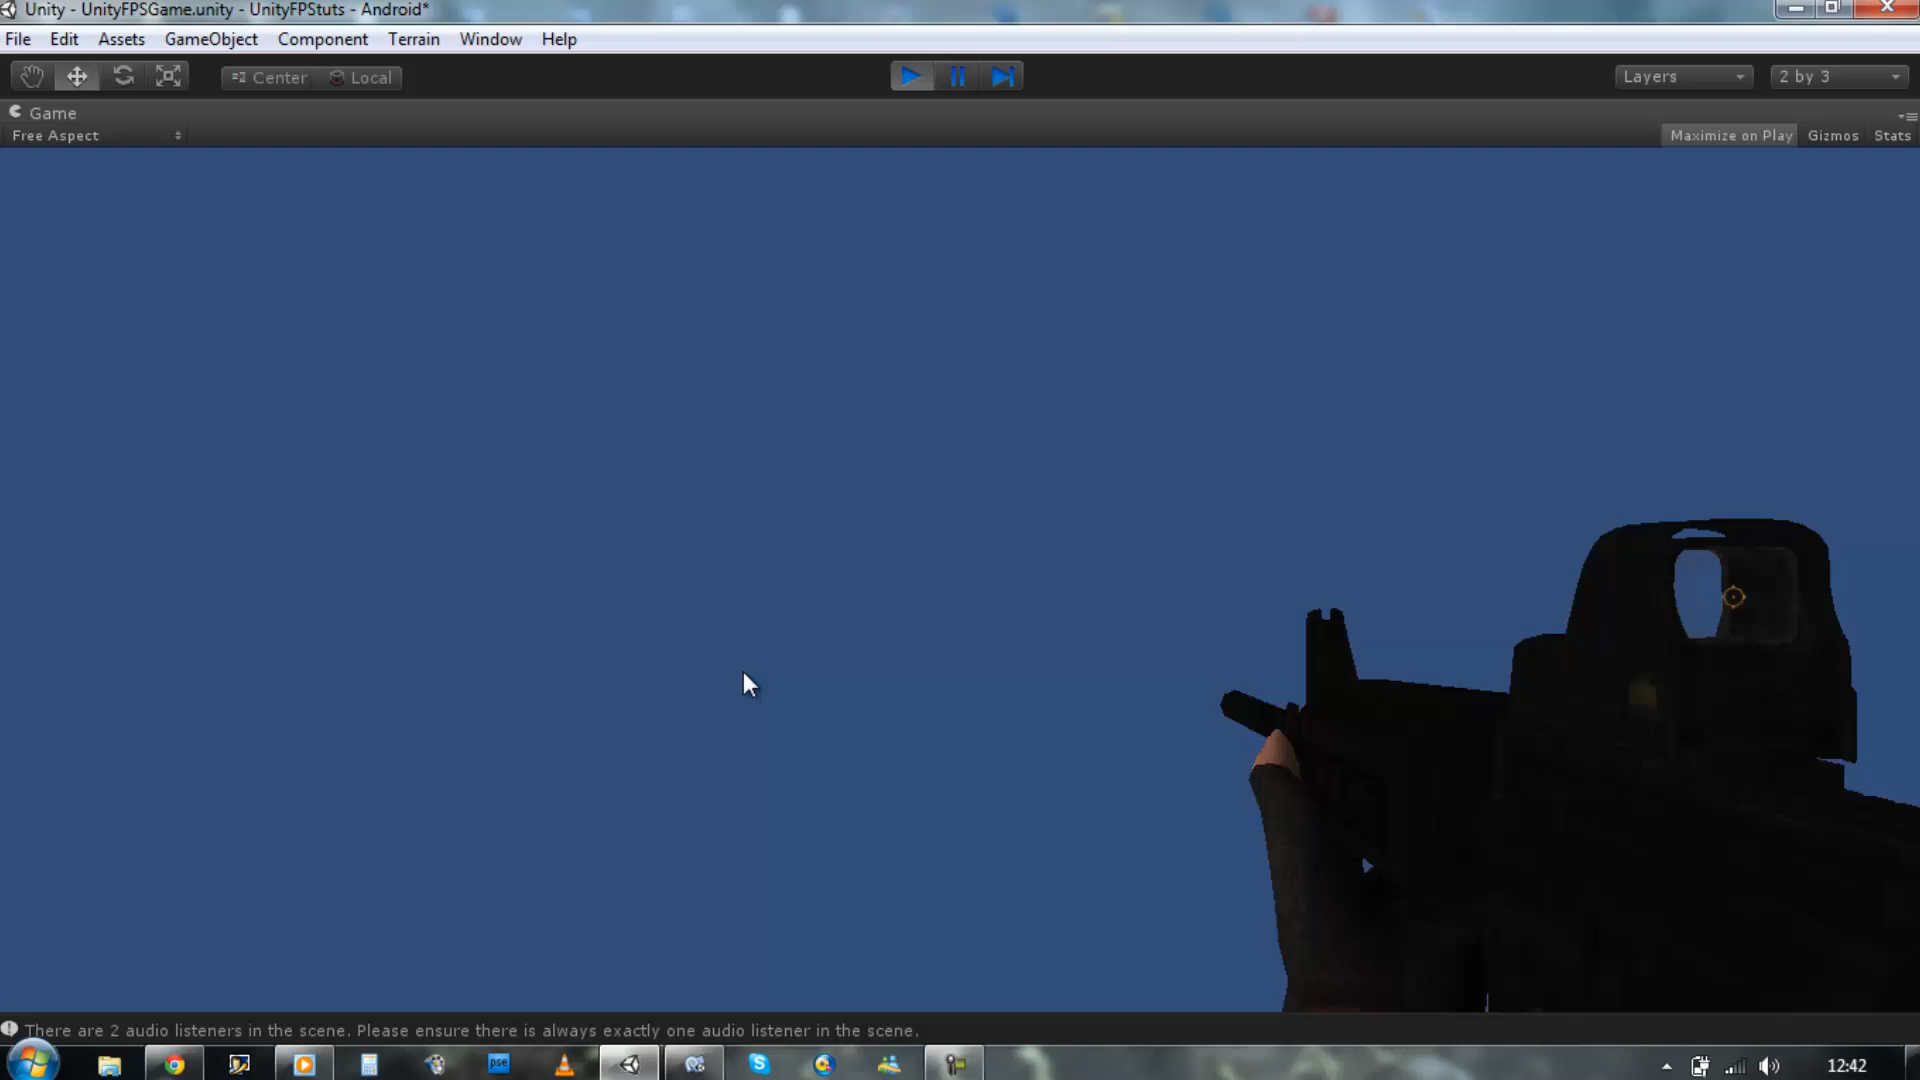 Unity - UnityFPSGame.unity - UnityFPStuts - Android*
File Edit Assets GameObject Component Terrain Window Help
Center Local Layers 2 by 3
Game
Free Aspect Maximize on Play Gizmos Stats
There are 2 audio listeners in the scene. Please ensure there is always exactly one audio listener in the scene.
pse 12:42